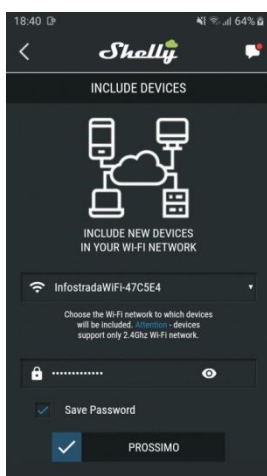 18:40
64%
Shelly
INCLUDE DEVICES
INCLUDE NEW DEVICES
IN YOUR WI-FI NETWORK
InfostradaWiFi-47C5E4
Choose the Wi-Fi network to which devices
will be included. Attention - devices
support only 2.4Ghz Wi-Fi network.
•••••••••••••
Save Password
PROSSIMO